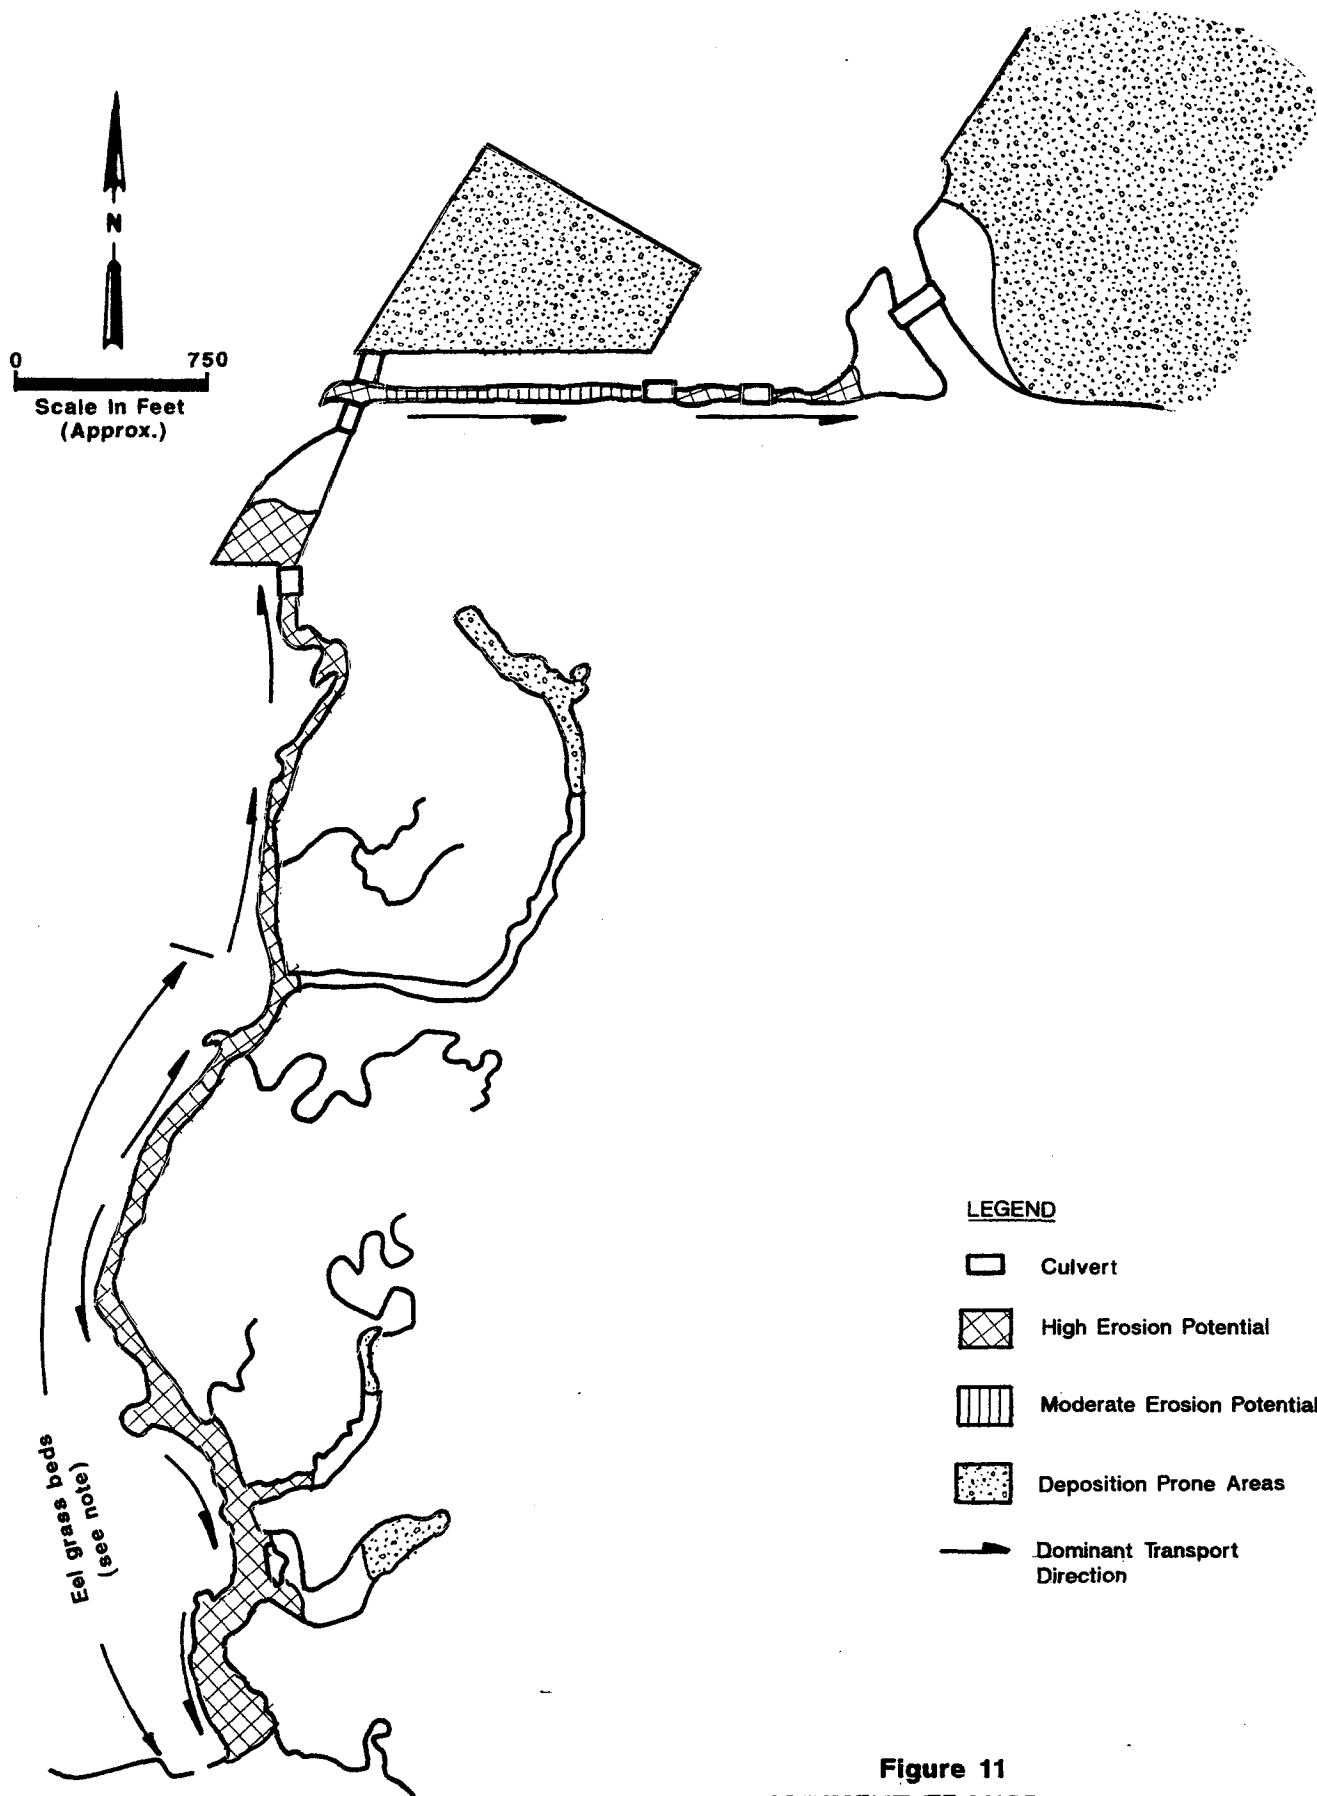 N
0 750
Scale In Feet
(Approx.)
Eel grass beds
(see note)
LEGEND
Culvert
High Erosion Potential
Moderate Erosion Potential
Deposition Prone Areas
Dominant Transport
Direction
Figure 11